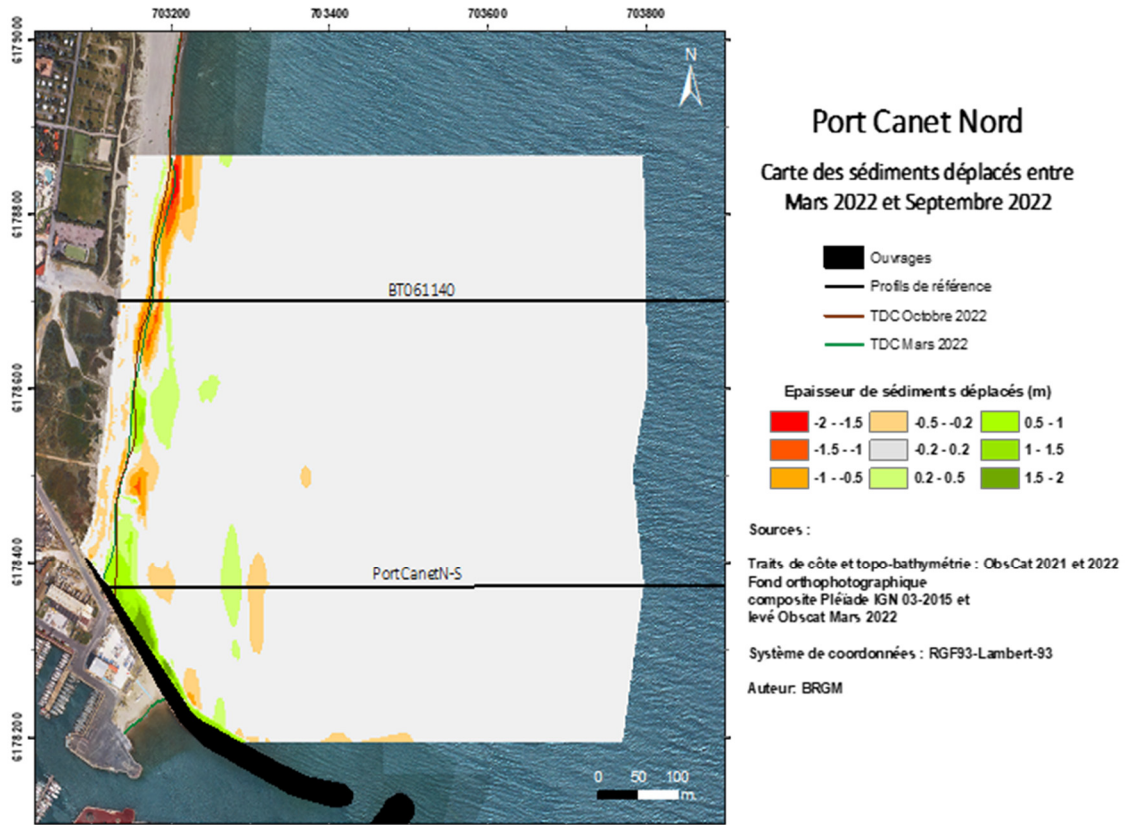 703200 703400 703600 703800
6179000
6178800
6178600
6178400
6178200
N
BT061140
PortCanetN-S
0 50 100
m
Port Canet Nord
Carte des sédiments déplacés entre
Mars 2022 et Septembre 2022
Ouvrages
Profils de référence
TDC Octobre 2022
TDC Mars 2022
Epaisseur de sédiments déplacés (m)
-2 - -1.5 -0.5 - -0.2 0.5 - 1
-1.5 - -1 -0.2 - 0.2 1 - 1.5
-1 - -0.5 0.2 - 0.5 1.5 - 2
Sources :
Traits de côte et topo-bathymétrie : ObsCat 2021 et 2022
Fond orthophotographique
composite Pléïade IGN 03-2015 et
levé Obscat Mars 2022
Système de coordonnées : RGF93-Lambert-93
Auteur: BRGM